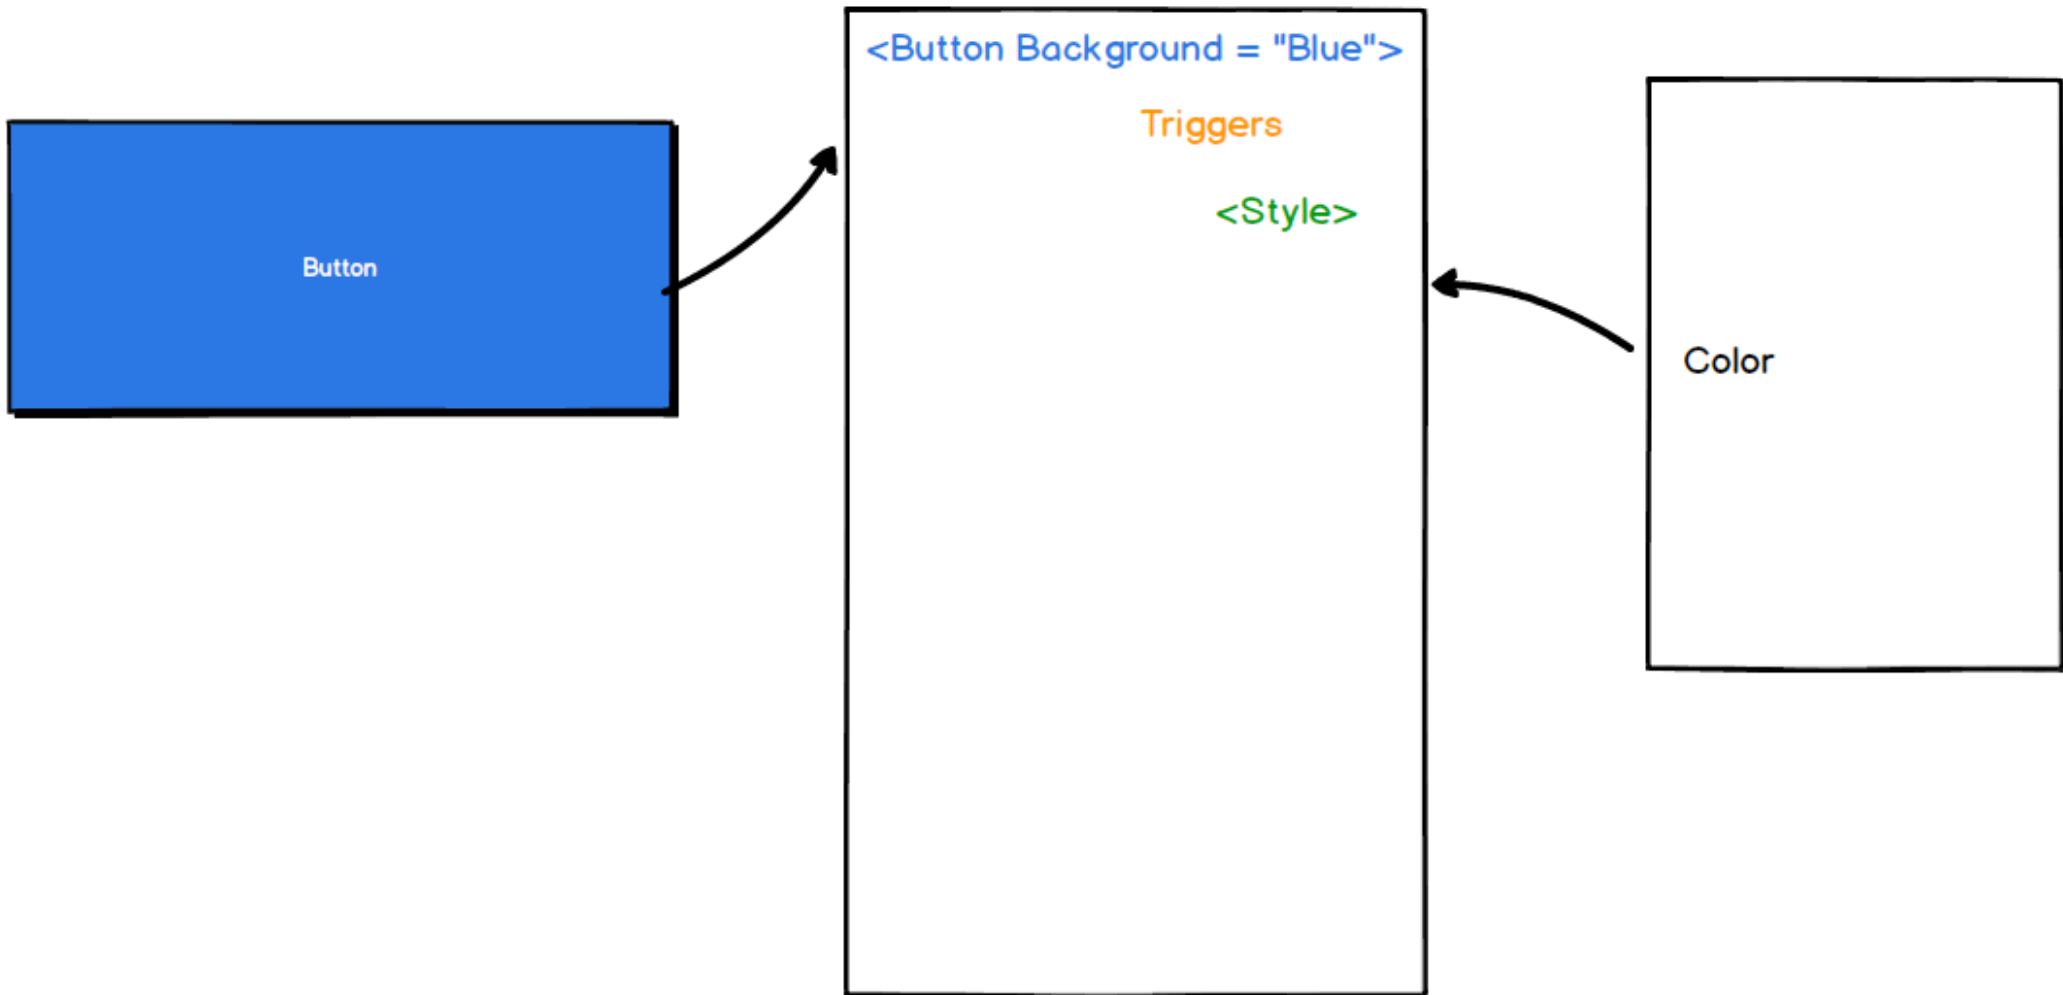 Button
<Button Background = "Blue">
Triggers
<Style>
Color